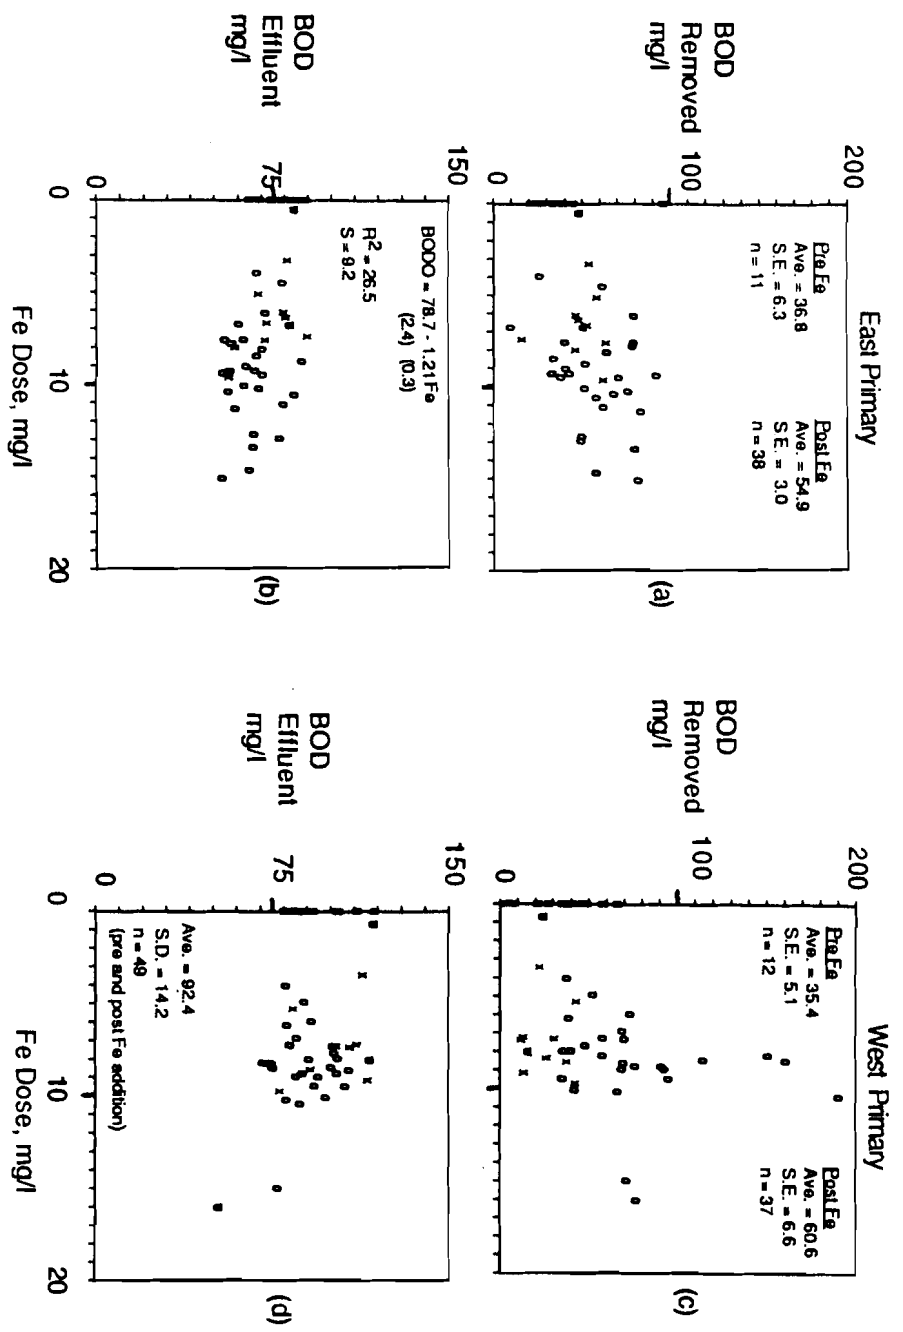 East Primary
BOD
Removed
mg/l
200
100
0
Pre Fe
Ave. = 36.8
S.E. = 6.3
n = 11
Post Fe
Ave. = 54.9
S.E. = 3.0
n = 38
(a)
BOD
Effluent
mg/l
150
75
0
BODO = 78.7 - 1.21 Fe
(2.4) (0.3)
R2 = 26.5
S = 9.2
0
10
20
Fe Dose, mg/l
(b)
West Primary
BOD
Removed
mg/l
200
100
0
Pre Fe
Ave. = 35.4
S.E. = 5.1
n = 12
Post Fe
Ave. = 60.6
S.E. = 6.6
n = 37
(c)
BOD
Effluent
mg/l
150
75
0
Ave. = 92.4
S.D. = 14.2
n = 49
(pre and post Fe addition)
0
10
20
Fe Dose, mg/l
(d)